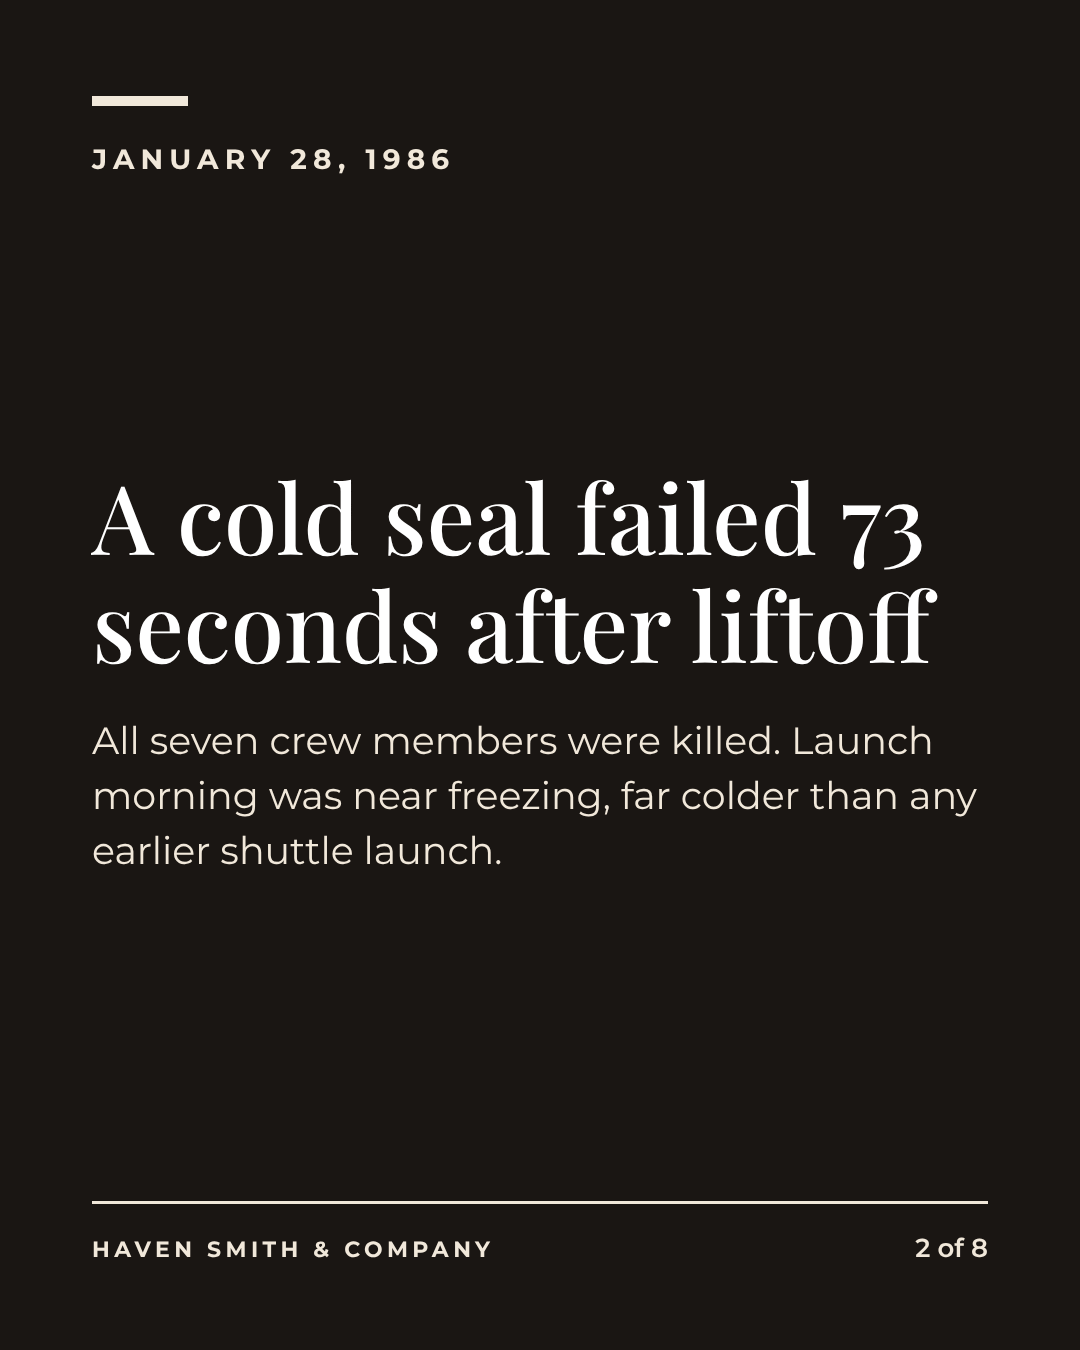 JANUARY 28, 1986
A cold seal failed 73
seconds after liftoff
All seven crew members were killed. Launch
morning was near freezing, far colder than any
earlier shuttle launch.
HAVEN SMITH & COMPANY
2 of 8